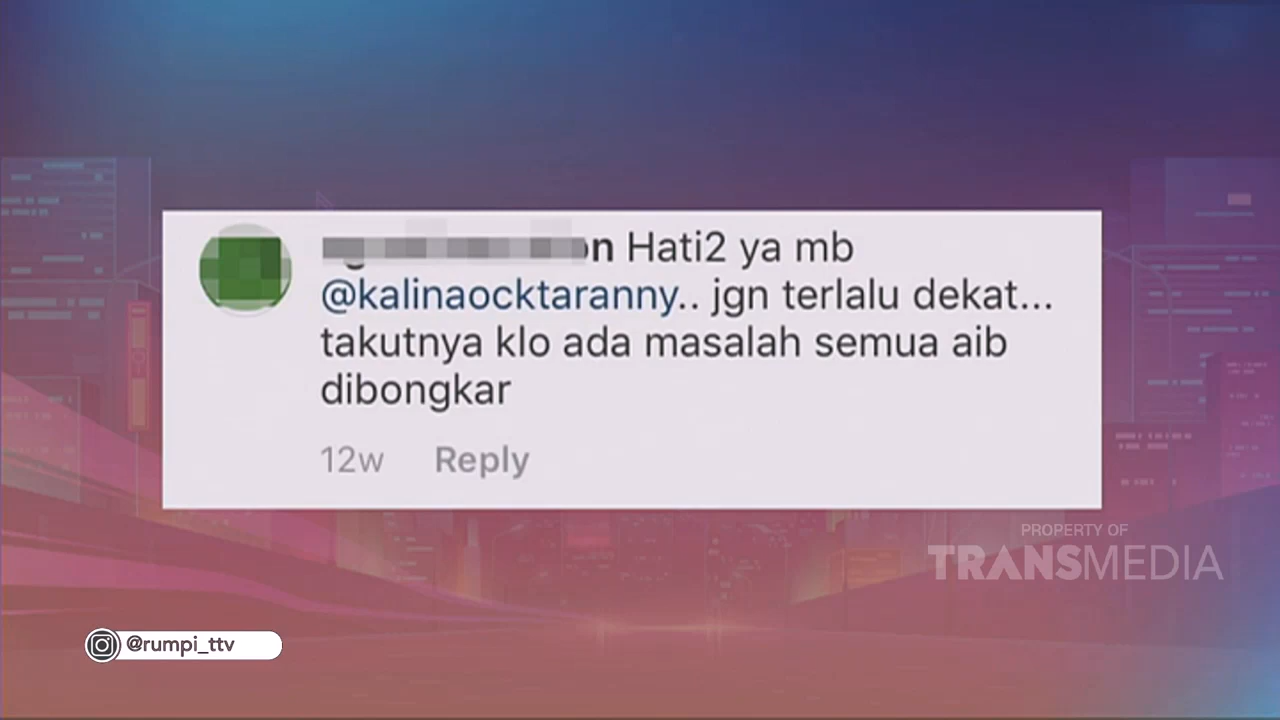 Hati2 ya mb
@kalinaocktaranny.. jgn terlalu dekat...
takutnya klo ada masalah semua aib
dibongkar
12w Reply
PROPERTY OF
TRANSMEDIA
@rumpi_ttv